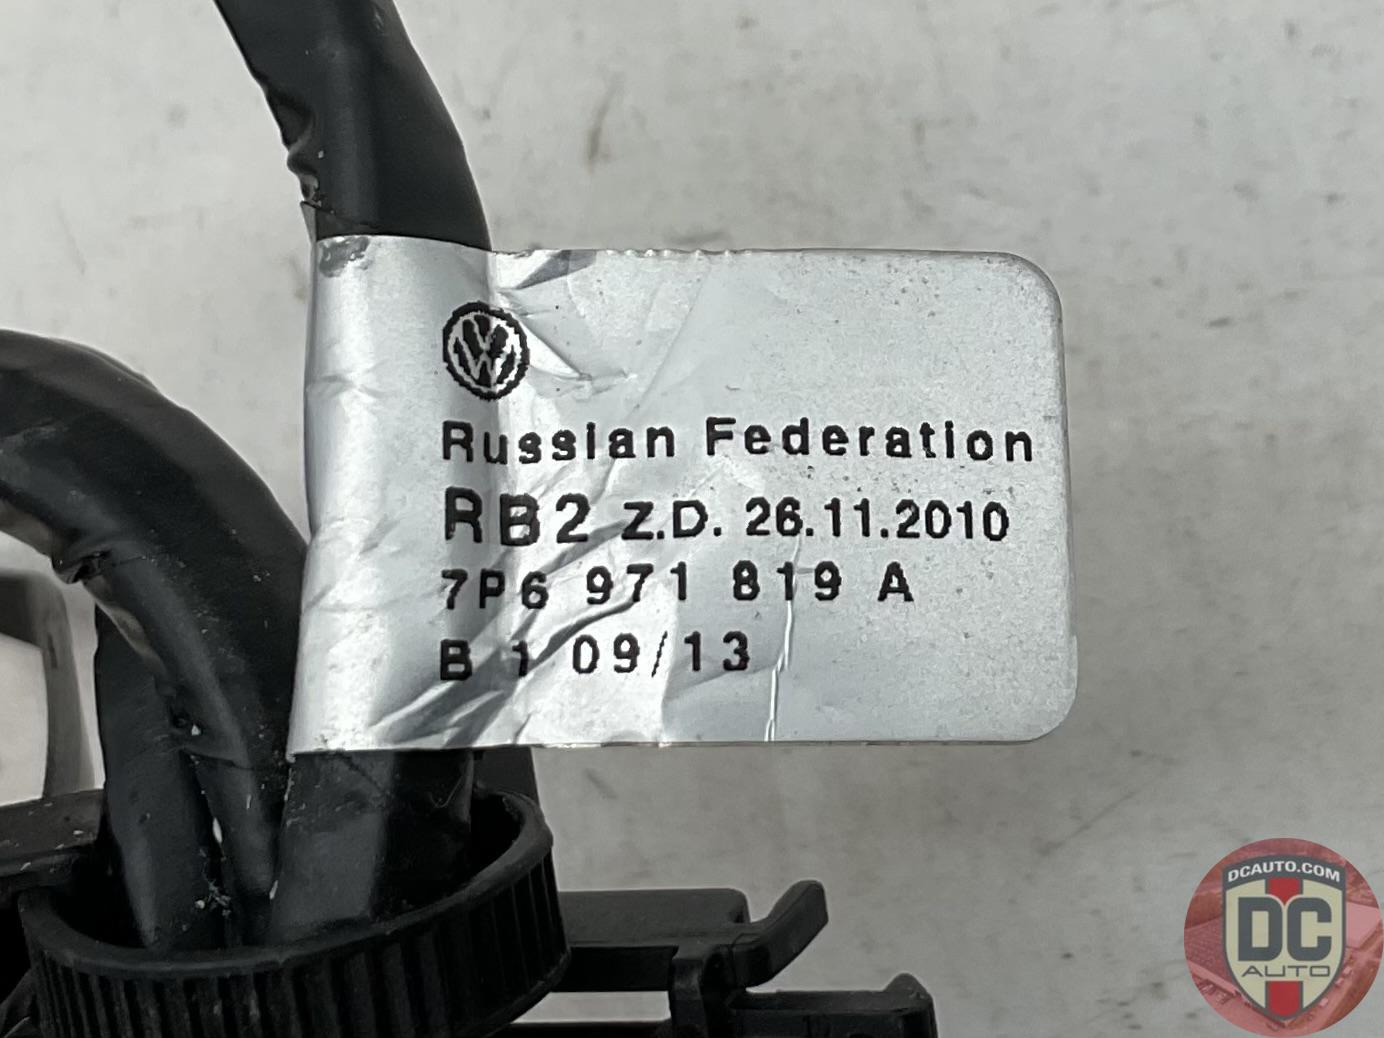 Russian Federation
RB2 Z.D. 26.11.2010
7P6 971 819 A
B 1 09/13
DCAUTO.COM
DC
AUTO